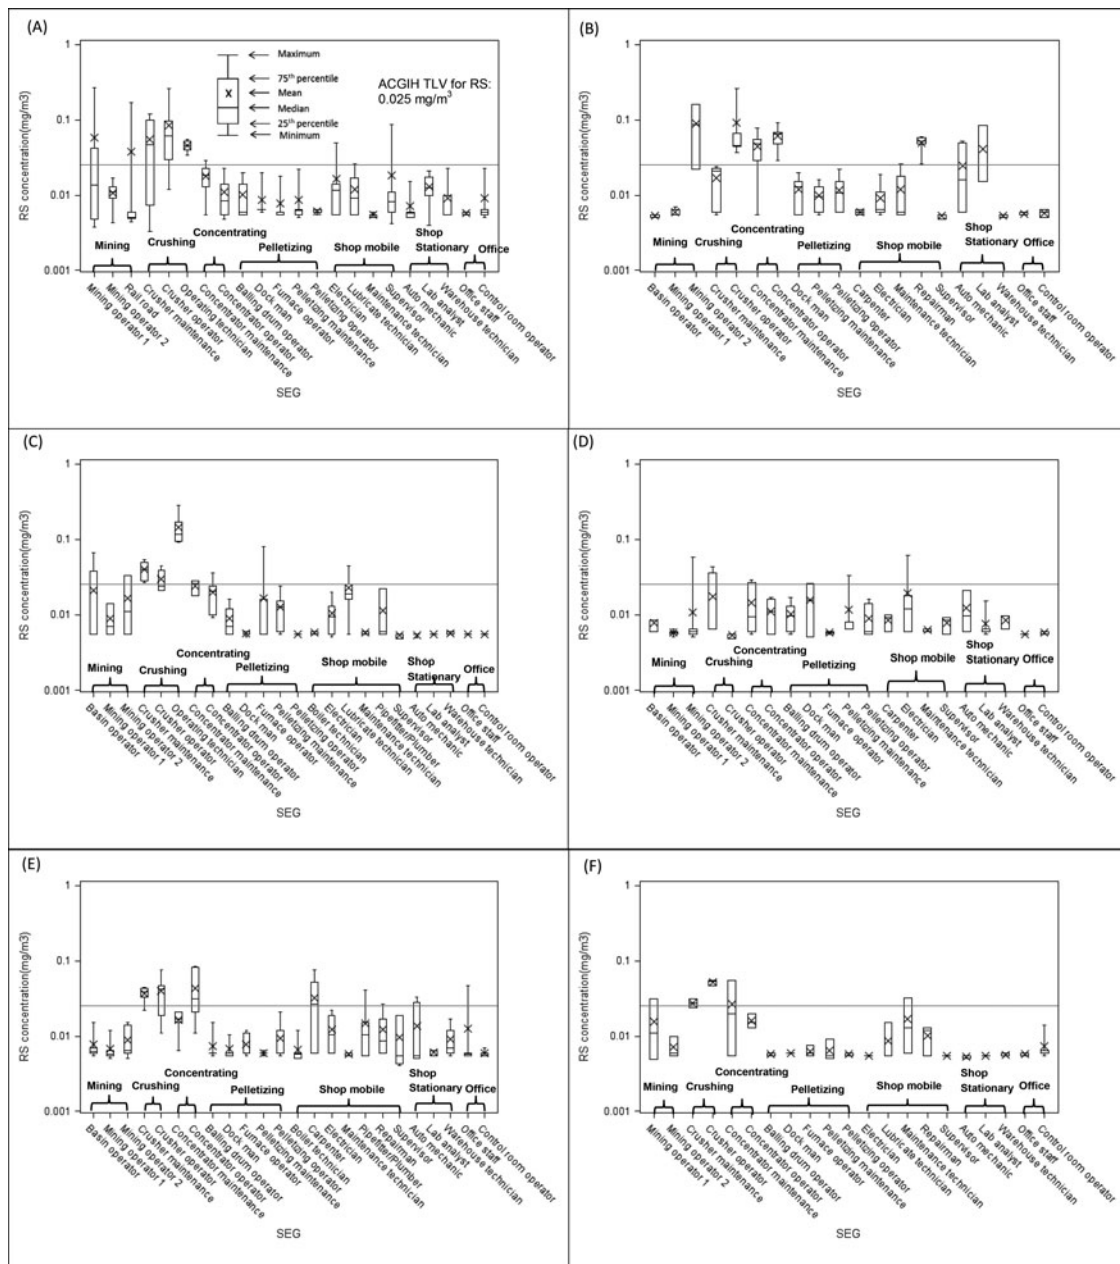 (A)
RS concentration(mg/m3)
1
0.1
0.01
0.001
Maximum
75th percentile
Mean
Median
25th percentile
Minimum
ACGIH TLV for RS:
0.025 mg/m3
Mining
Crushing
Concentrating
Pelletizing
Shop mobile
Shop
Stationary
Office
Mining operator 1
Mining operator 2
Rail road
Crusher maintenance
Crusher operator
Operating technician
Concentrator maintenance
Concentrator operator
Balling drum operator
Dock man
Furnace operator
Pelletizing maintenance
Pelletizing operator
Electrician
Lubricate technician
Maintenance technician
Supervisor
Auto mechanic
Lab analyst
Warehouse technician
Office staff
Control room operator
SEG
(B)
RS concentration(mg/m3)
1
0.1
0.01
0.001
Mining
Crushing
Concentrating
Pelletizing
Shop mobile
Shop
Stationary
Office
Basin operator
Mining operator 1
Mining operator 2
Crusher maintenance
Crusher operator
Concentrator maintenance
Concentrator operator
Dock man
Pelletizing maintenance
Pelletizing operator
Carpenter
Electrician
Maintenance technician
Repairman
Supervisor
Auto mechanic
Lab analyst
Warehouse technician
Office staff
Control room operator
SEG
(C)
RS concentration(mg/m3)
1
0.1
0.01
0.001
Mining
Crushing
Concentrating
Pelletizing
Shop mobile
Shop
Stationary
Office
Basin operator
Mining operator 1
Mining operator 2
Crusher maintenance
Crusher operator
Operating technician
Concentrator maintenance
Concentrator operator
Balling drum operator
Dock man
Furnace operator
Pelletizing maintenance
Pelletizing operator
Boiler technician
Electrician
Lubricate technician
Maintenance technician
Pipefitter/Plumber
Supervisor
Auto mechanic
Lab analyst
Warehouse technician
Office staff
Control room operator
SEG
(D)
RS concentration(mg/m3)
1
0.1
0.01
0.001
Mining
Crushing
Concentrating
Pelletizing
Shop mobile
Shop
Stationary
Office
Basin operator
Mining operator 1
Mining operator 2
Crusher maintenance
Crusher operator
Concentrator maintenance
Concentrator operator
Balling drum operator
Dock man
Furnace operator
Pelletizing maintenance
Pelletizing operator
Carpenter
Electrician
Maintenance technician
Supervisor
Auto mechanic
Lab analyst
Warehouse technician
Office staff
Control room operator
SEG
(E)
RS concentration(mg/m3)
1
0.1
0.01
0.001
Mining
Crushing
Concentrating
Pelletizing
Shop mobile
Shop
Stationary
Office
Basin operator
Mining operator 1
Mining operator 2
Crusher maintenance
Crusher operator
Concentrator maintenance
Concentrator operator
Balling drum operator
Dock man
Furnace operator
Pelletizing maintenance
Pelletizing operator
Boiler technician
Carpenter
Electrician
Maintenance technician
Pipefitter/Plumber
Repairman
Supervisor
Auto mechanic
Lab analyst
Warehouse technician
Office staff
Control room operator
SEG
(F)
RS concentration(mg/m3)
1
0.1
0.01
0.001
Mining
Crushing
Concentrating
Pelletizing
Shop mobile
Shop
Stationary
Office
Mining operator 1
Mining operator 2
Crusher maintenance
Crusher operator
Concentrator maintenance
Concentrator operator
Balling drum operator
Dock man
Furnace operator
Pelletizing maintenance
Pelletizing operator
Electrician
Lubricate technician
Maintenance technician
Repairman
Supervisor
Auto mechanic
Lab analyst
Warehouse technician
Office staff
Control room operator
SEG